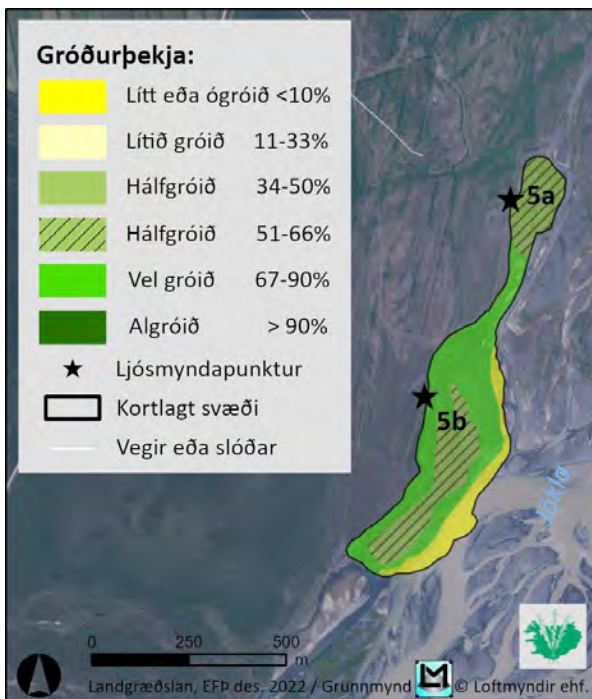 Gróðurþekja:
Lítt eða ógróið <10%
Lítið gróið 11-33%
Hálfgróið 34-50%
Hálfgróið 51-66%
Vel gróið 67-90%
Algróið > 90%
Ljósmyndapunktur
Kortlagt svæði
Vegir eða slóðar
5a
5b
Jökla
0 250 500
m
Landgræðslan, EFÞ des. 2022 / Grunnmynd © Loftmyndir ehf.